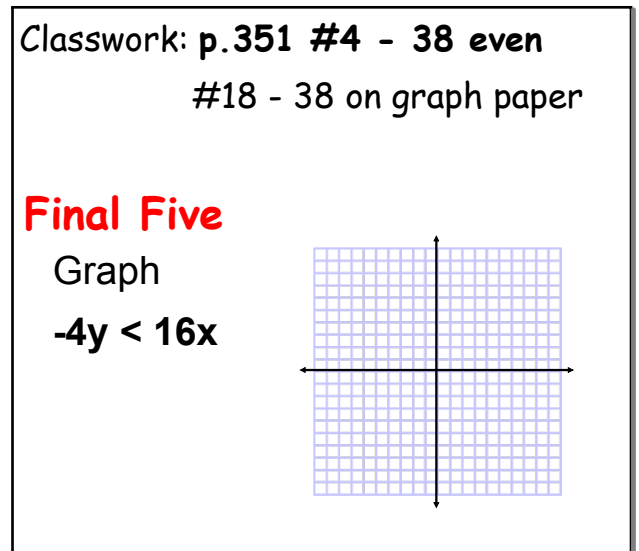 Classwork: p.351 #4 - 38 even
#18 - 38 on graph paper
Final Five
Graph
-4y < 16x